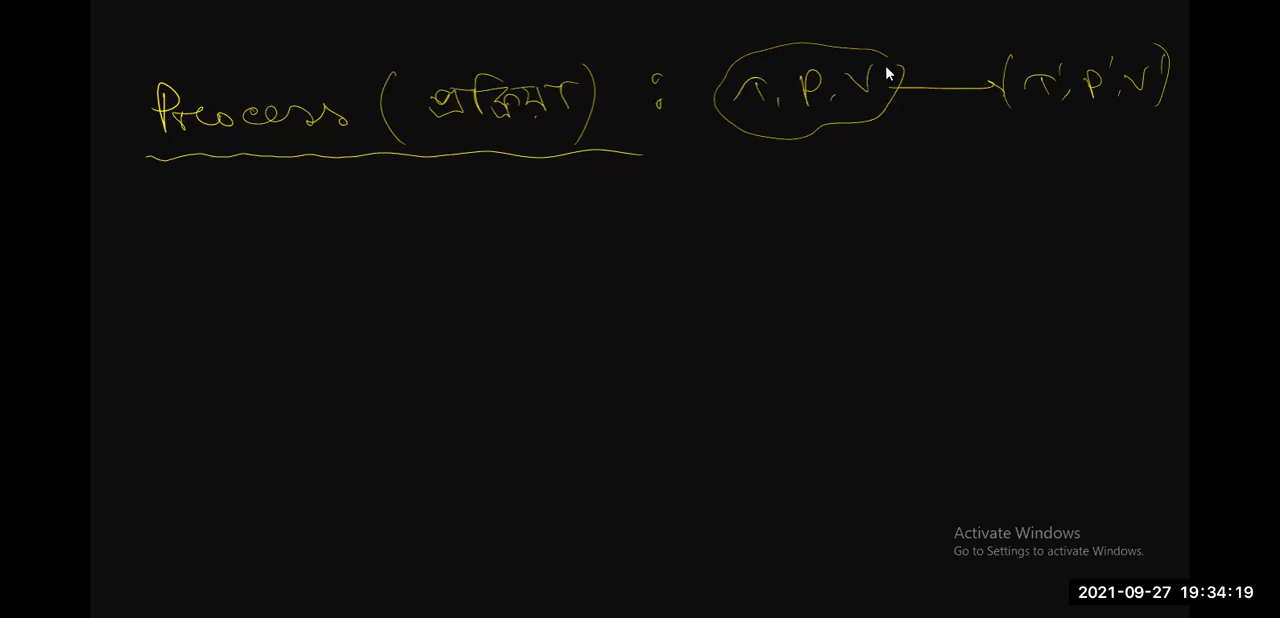 Process (প্রক্রিয়া) : (T, P, V) → (T', P', V')
Activate Windows
Go to Settings to activate Windows.
2021-09-27 19:34:19